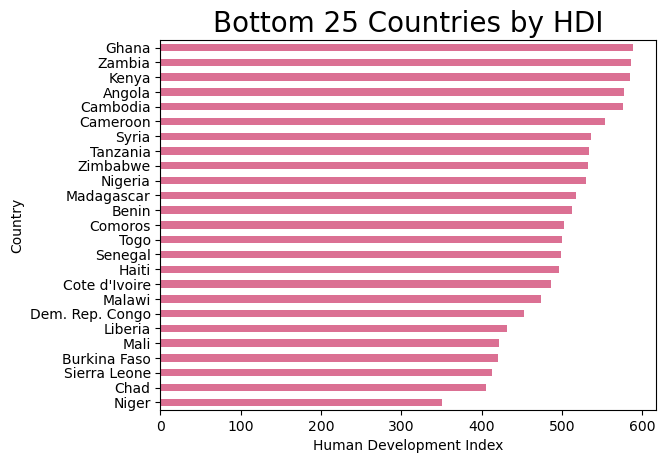 Bottom 25 Countries by HDI
Country
Ghana
Zambia
Kenya
Angola
Cambodia
Cameroon
Syria
Tanzania
Zimbabwe
Nigeria
Madagascar
Benin
Comoros
Togo
Senegal
Haiti
Cote d'Ivoire
Malawi
Dem. Rep. Congo
Liberia
Mali
Burkina Faso
Sierra Leone
Chad
Niger
0 100 200 300 400 500 600
Human Development Index